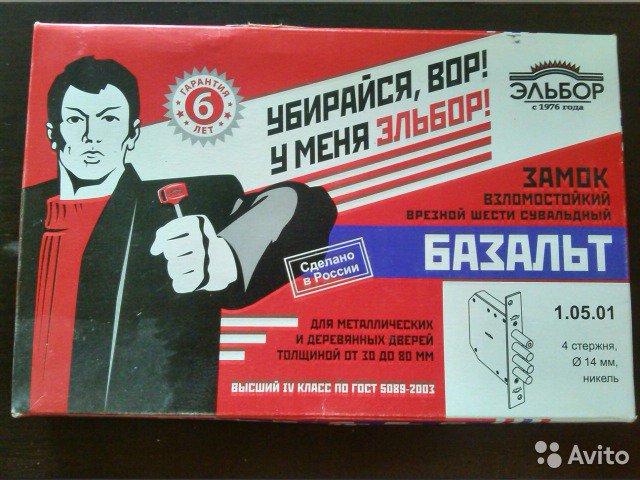 ГАРАНТИЯ
6
ЛЕТ
УБИРАЙСЯ, ВОР!
У МЕНЯ ЭЛЬБОР!
ЭЛЬБОР
с 1976 года
ЗАМОК
ВЗЛОМОСТОЙКИЙ
ВРЕЗНОЙ ШЕСТИ СУВАЛЬДНЫЙ
БАЗАЛЬТ
Сделано
в России
ДЛЯ МЕТАЛЛИЧЕСКИХ
И ДЕРЕВЯННЫХ ДВЕРЕЙ
ТОЛЩИНОЙ ОТ 30 ДО 80 ММ
ВЫСШИЙ IV КЛАСС ПО ГОСТ 5089-2003
1.05.01
4 стержня,
Ø 14 мм,
никель
Avito